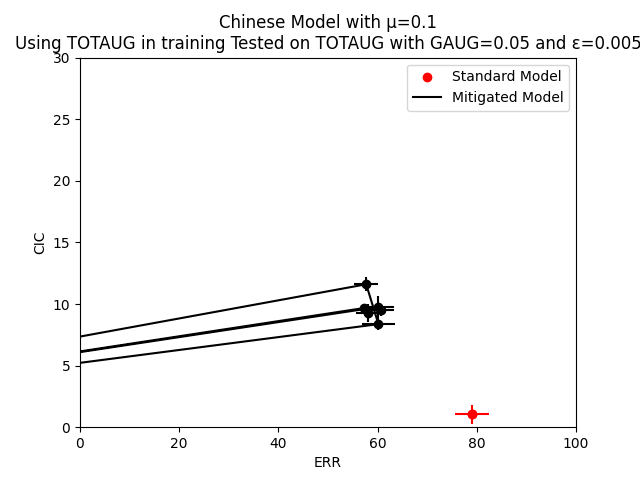 Chinese Model with μ=0.1
Using TOTAUG in training Tested on TOTAUG with GAUG=0.05 and ε=0.005
30
25
20
15
10
5
0
CIC
Standard Model
Mitigated Model
0 20 40 60 80 100
ERR